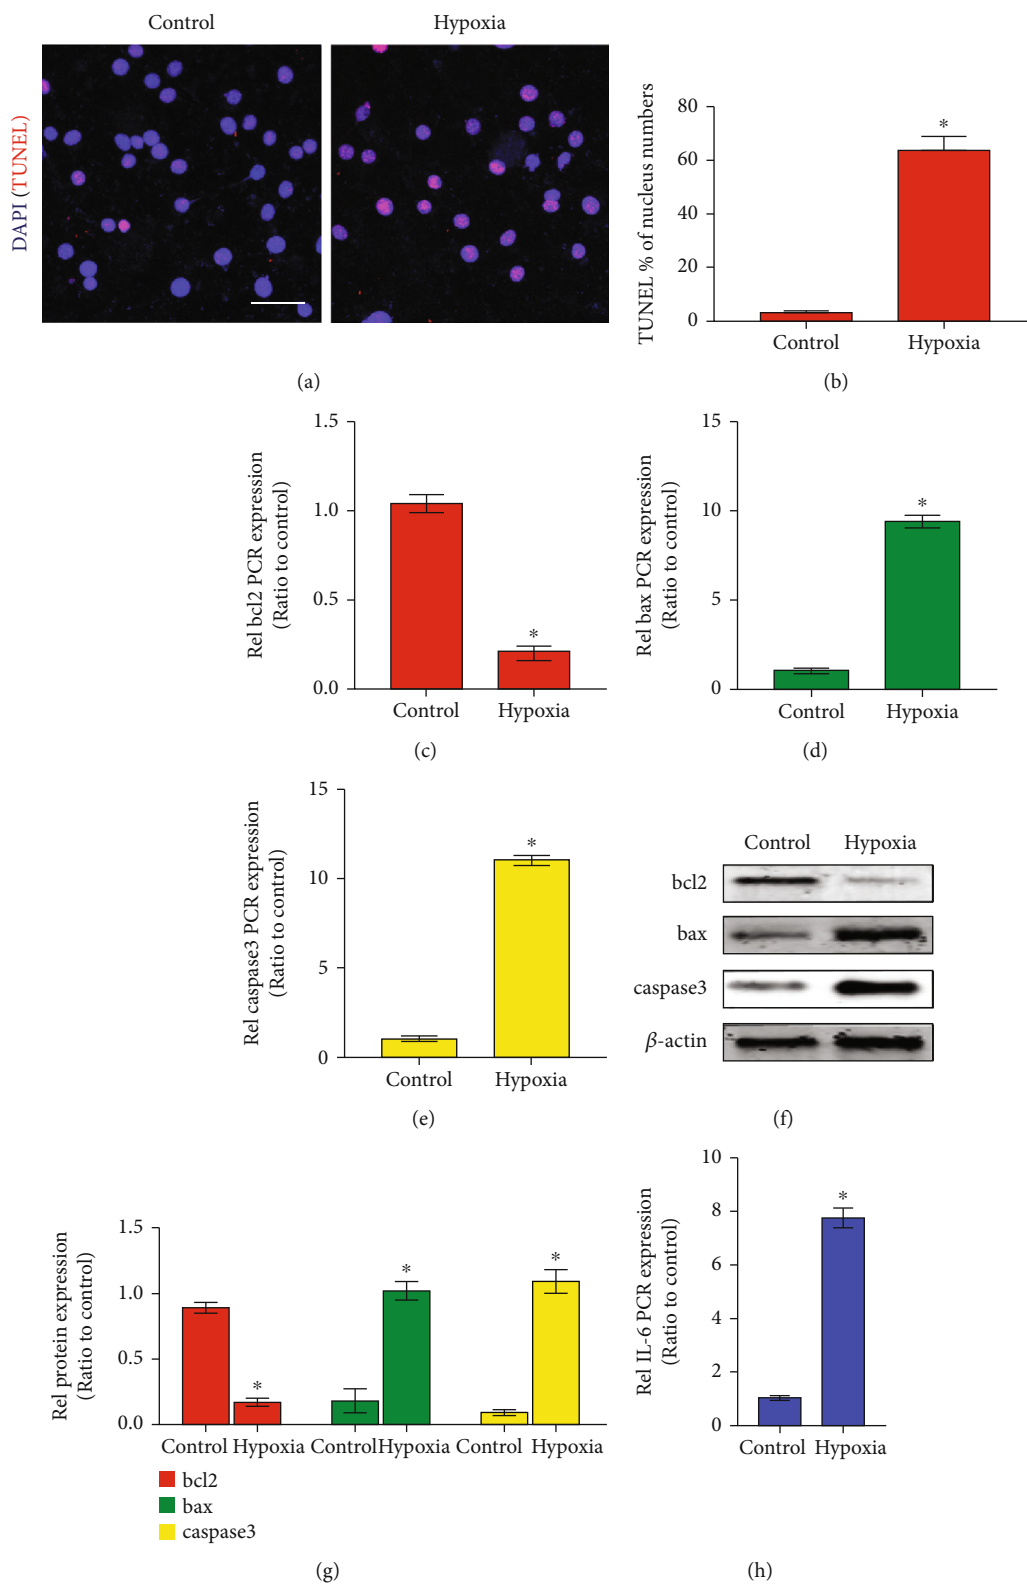 Control
Hypoxia
DAPI (TUNEL)
(a)
TUNEL % of nucleus numbers
80
60
40
20
0
*
Control
Hypoxia
(b)
Rel bcl2 PCR expression
(Ratio to control)
1.5
1.0
0.5
0.0
*
Control
Hypoxia
(c)
Rel bax PCR expression
(Ratio to control)
15
10
5
0
*
Control
Hypoxia
(d)
Rel caspase3 PCR expression
(Ratio to control)
15
10
5
0
*
Control
Hypoxia
(e)
Control
Hypoxia
bcl2
bax
caspase3
β-actin
(f)
Rel protein expression
(Ratio to control)
1.5
1.0
0.5
0.0
*
*
*
Control Hypoxia
Control Hypoxia
Control Hypoxia
bcl2
bax
caspase3
(g)
Rel IL-6 PCR expression
(Ratio to control)
10
8
6
4
2
0
*
Control Hypoxia
(h)